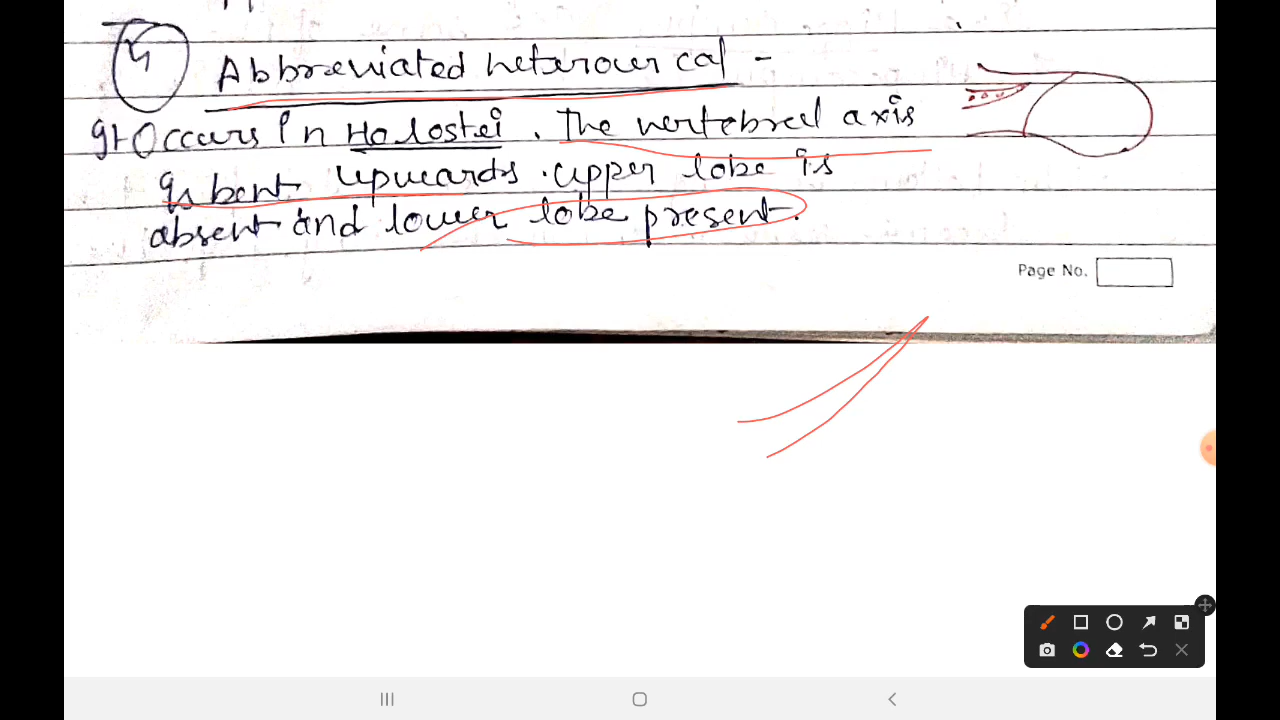 4
Abbreviated heterourcal -
It Occurs In Holostei. The vertebral axis
is bent upwards. upper lobe is
absent and lower lobe present.
Page No.